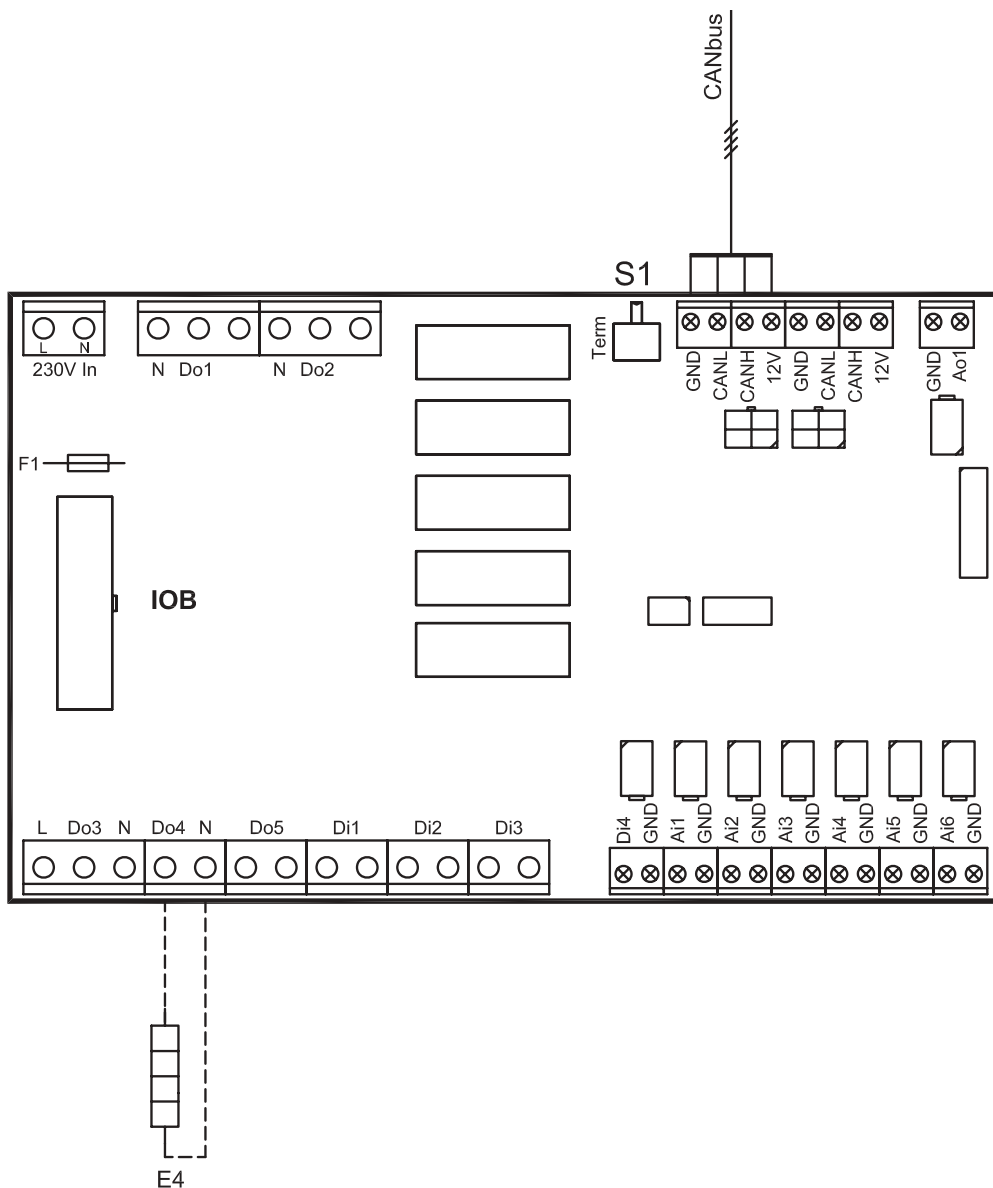 CANbus
S1
Term
L N
230V In
N Do1
N Do2
GND CANL CANH 12V GND CANL CANH 12V
GND Ao1
F1
IOB
L Do3 N Do4 N Do5 Di1 Di2 Di3
Di4 GND Ai1 GND Ai2 GND Ai3 GND Ai4 GND Ai5 GND Ai6 GND
E4